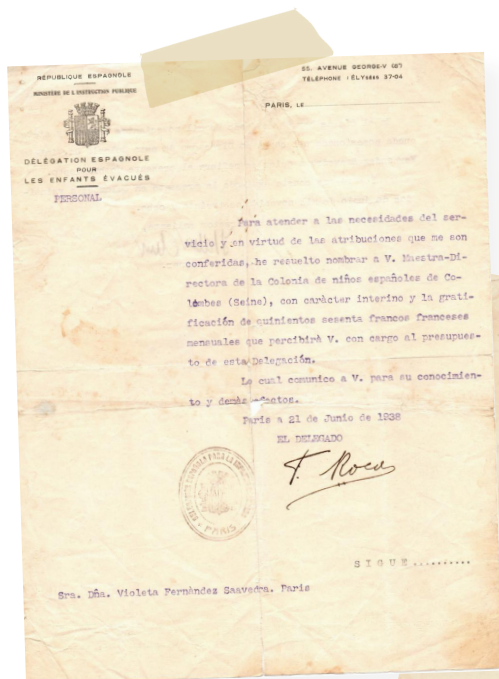 RÉPUBLIQUE ESPAGNOLE
MINISTÈRE DE L'INSTRUCTION PUBLIQUE
DÉLÉGATION ESPAGNOLE
POUR
LES ENFANTS ÉVACUÉS
PERSONAL
55, AVENUE GEORGE-V (8e)
TÉLÉPHONE : ÉLYSÉES 37-04
PARIS, LE
Para atender a las necesidades del ser-
vicio y en virtud de las atribuciones que me son
conferidas, he resuelto nombrar a V. Maestra-Di-
rectora de la Colonia de niños españoles de Co-
lombes (Seine), con caràcter interino y la grati-
ficación de quinientos sesenta francos franceses
mensuales que percibirà V. con cargo al presupues-
to de esta Delegación.
Lo cual comunico a V. para su conocimien-
to y demàs efectos.
Paris a 21 de Junio de 1938
EL DELEGADO
F. Roca
PARIS
SIGUE..........
Sra. Dña. Violeta Fernàndez Saavedra. Paris